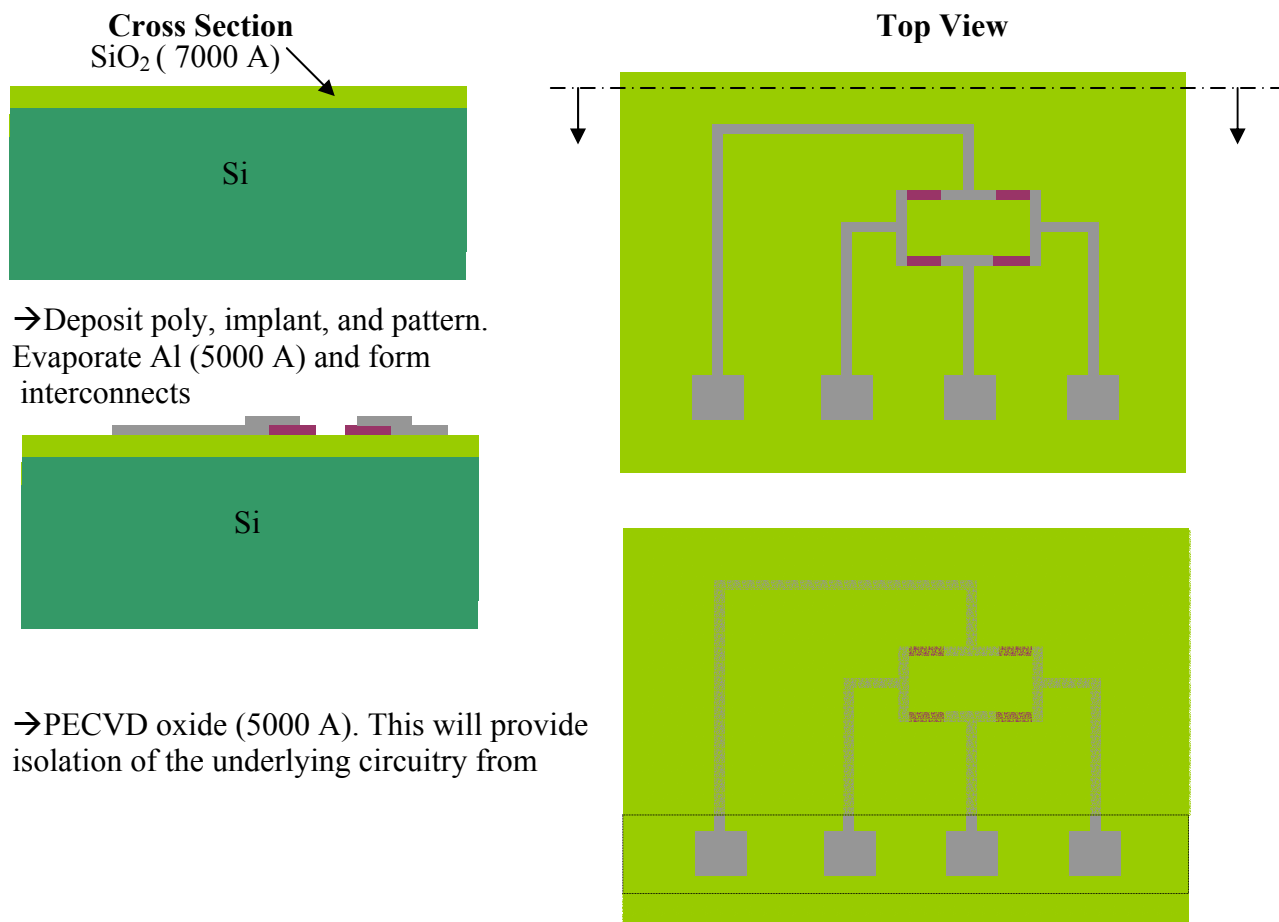 Cross Section
SiO₂ ( 7000 A)
Top View
Si
→Deposit poly, implant, and pattern.
Evaporate Al (5000 A) and form
interconnects
Si
→PECVD oxide (5000 A). This will provide
isolation of the underlying circuitry from